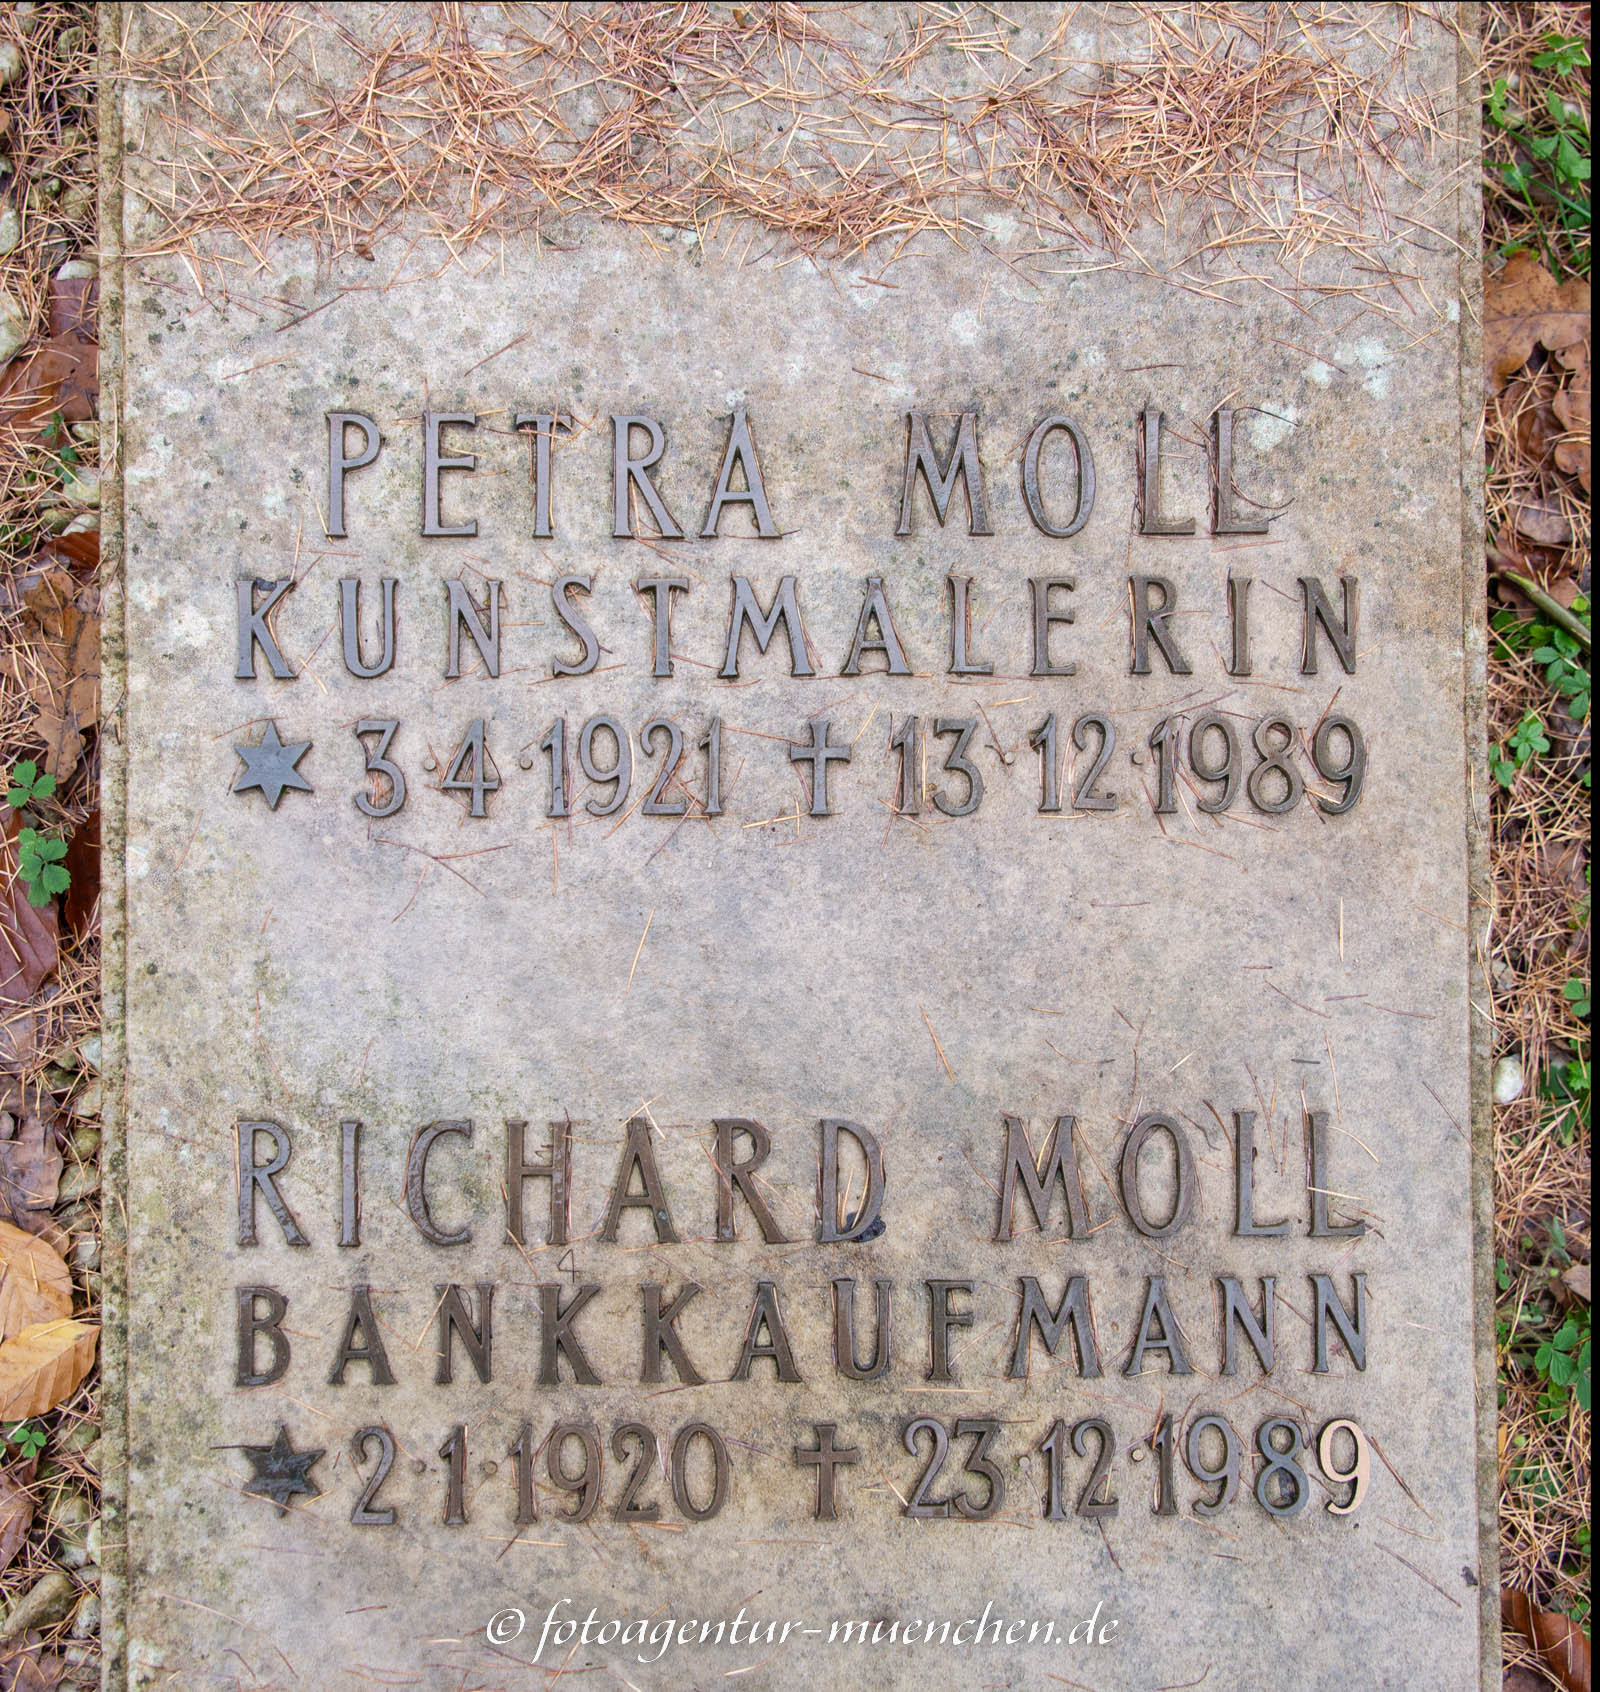 PETRA MOLL
KUNSTMALERIN
★ 3·4·1921 ✝ 13·12·1989
RICHARD MOLL
BANKKAUFMANN
★ 2·1·1920 ✝ 23·12·1989
© fotoagentur-muenchen.de